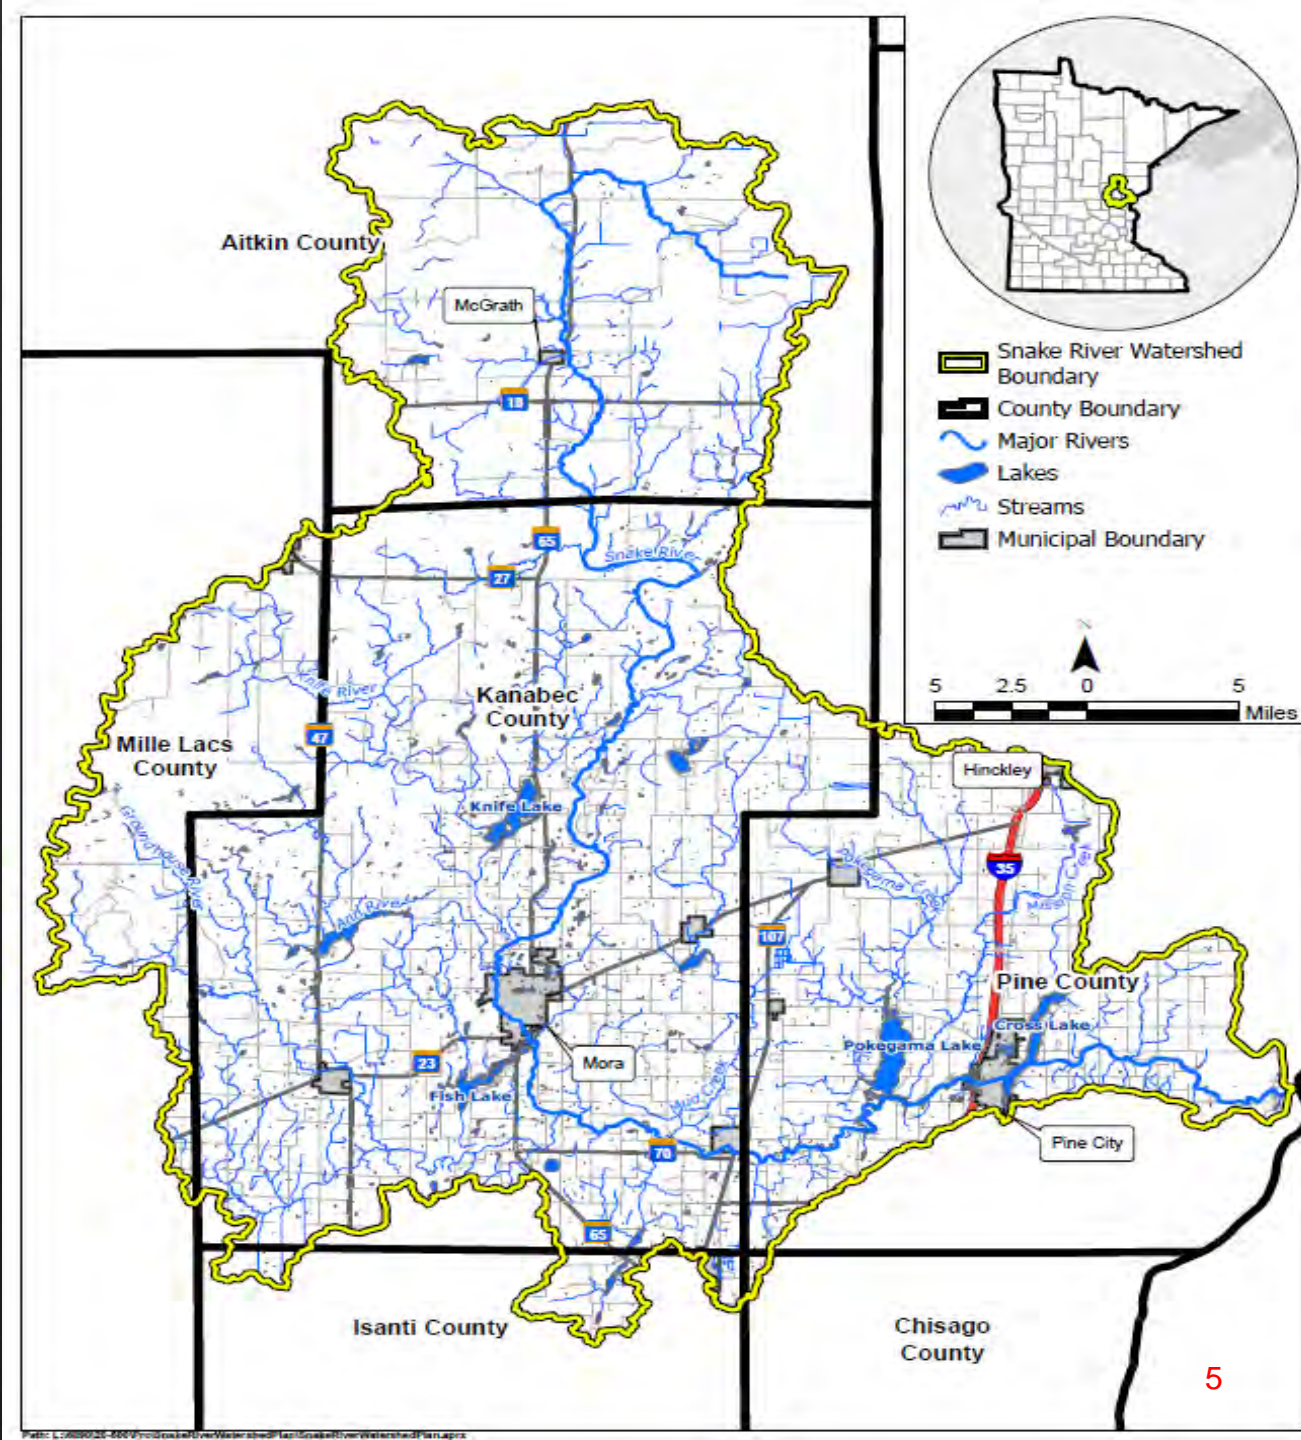 Aitkin County
McGrath
18
65
Snake River
27
Knife River
Kanabec
County
47
Mille Lacs
County
Knife Lake
Groundhouse River
Ann River
Hinckley
35
Pokegama Creek
Mission Creek
107
Pine County
Cross Lake
Pokegama Lake
Mora
23
Fish Lake
Mud Creek
70
Pine City
65
Isanti County
Chisago
County
Snake River Watershed
Boundary
County Boundary
Major Rivers
Lakes
Streams
Municipal Boundary
N
5 2.5 0 5
Miles
5